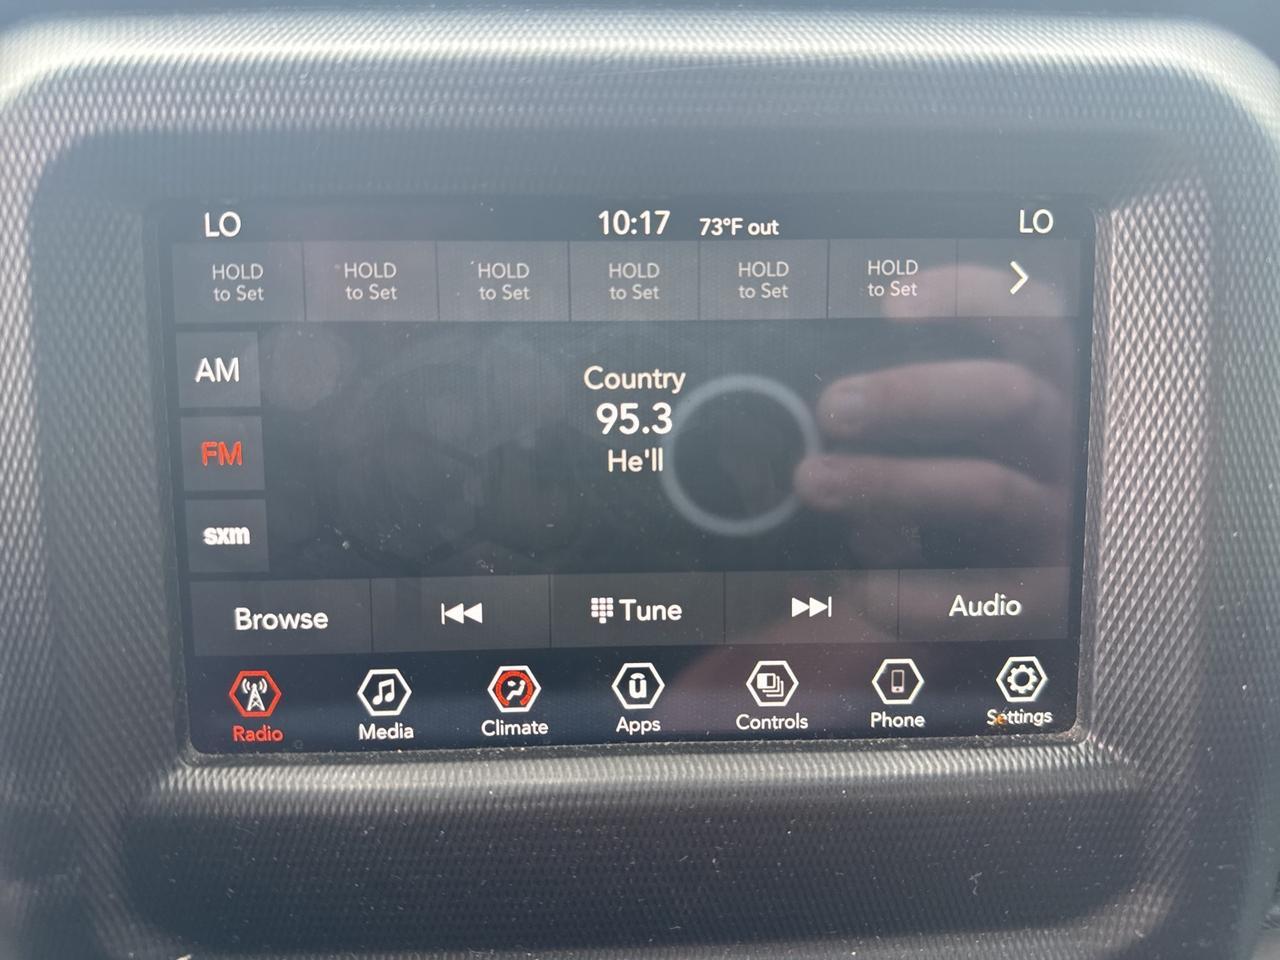 LO 10:17 73°F out LO
HOLD to Set
HOLD to Set
HOLD to Set
HOLD to Set
HOLD to Set
HOLD to Set
AM
Country
95.3
FM
He'll
sxm
Browse Tune Audio
Radio Media Climate Apps Controls Phone Settings